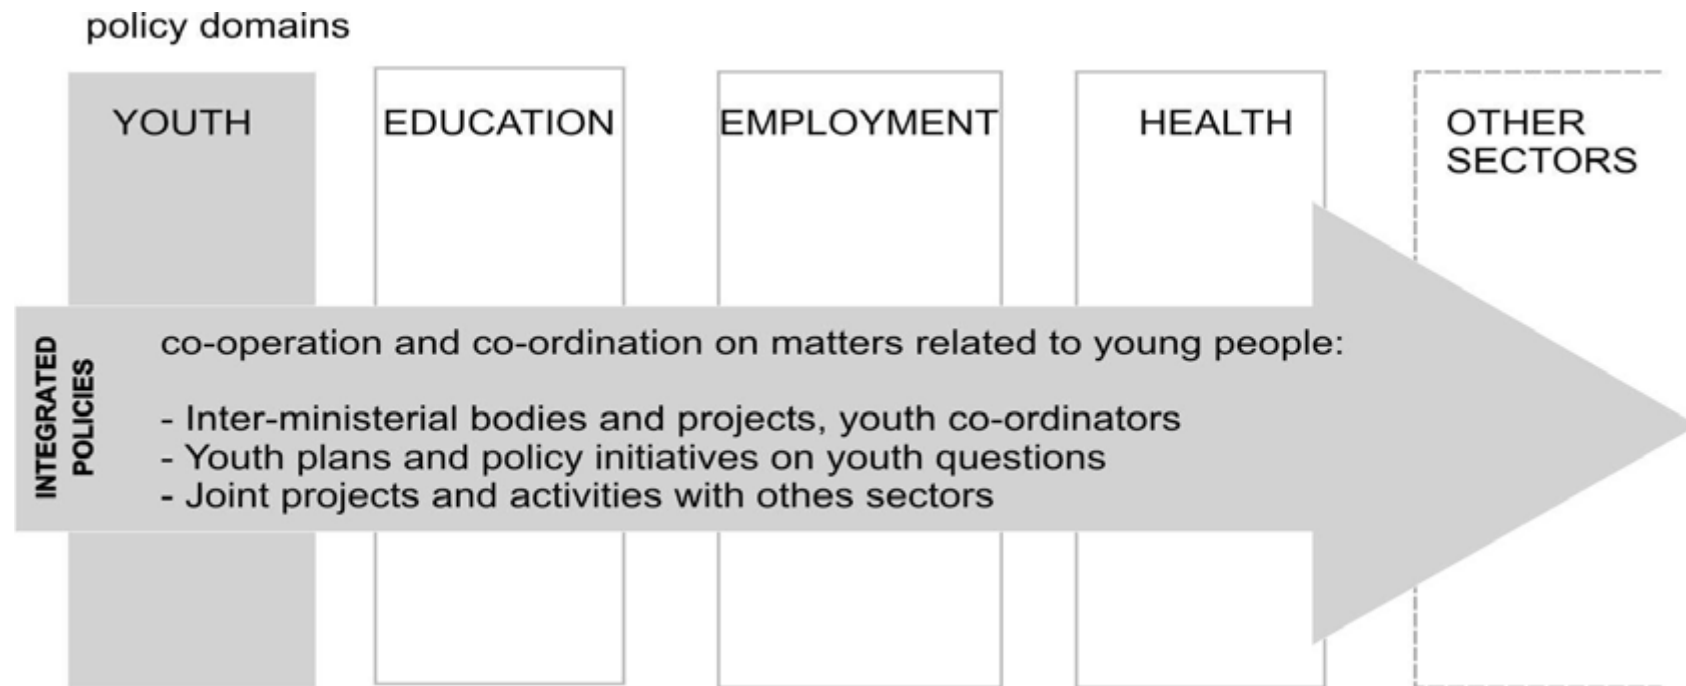 policy domains
YOUTH
EDUCATION
EMPLOYMENT
HEALTH
OTHER
SECTORS
INTEGRATED
POLICIES
co-operation and co-ordination on matters related to young people:
- Inter-ministerial bodies and projects, youth co-ordinators
- Youth plans and policy initiatives on youth questions
- Joint projects and activities with othes sectors